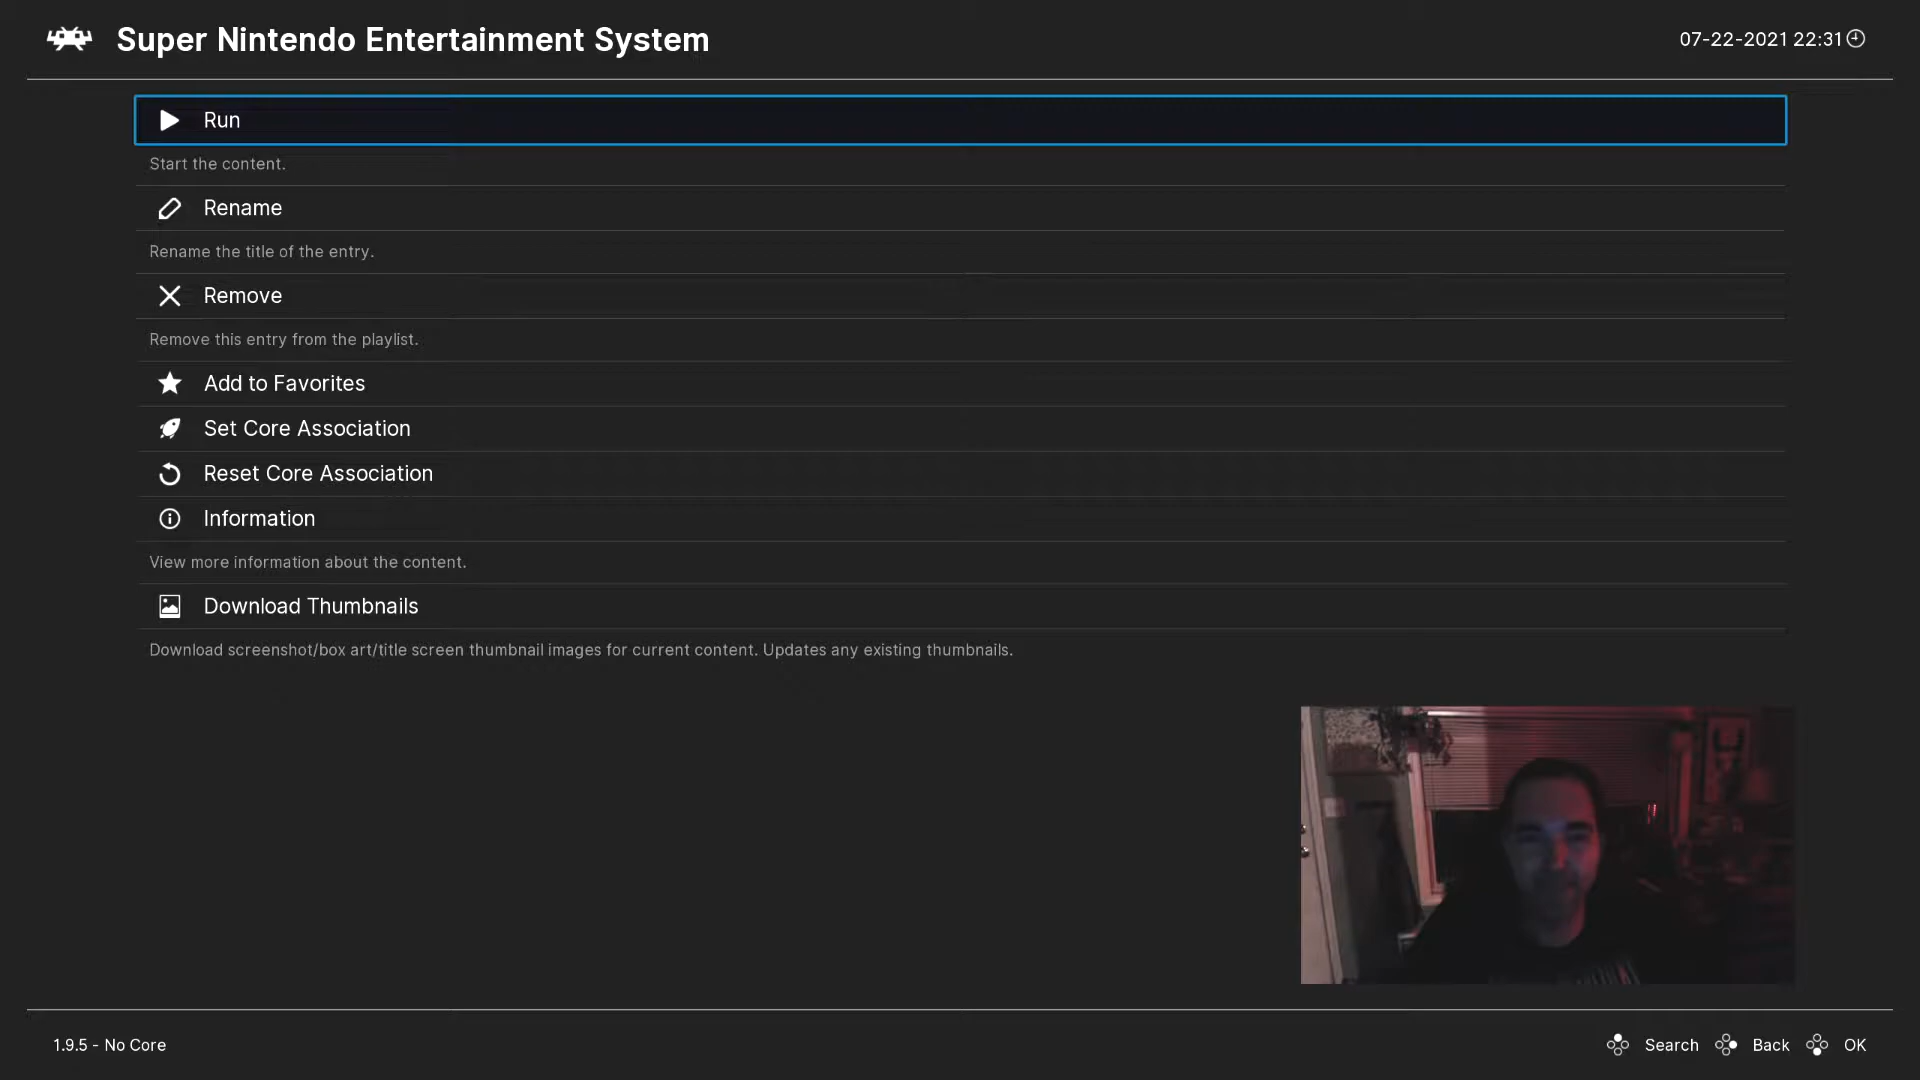 Super Nintendo Entertainment System
07-22-2021 22:31
Run
Start the content.
Rename
Rename the title of the entry.
Remove
Remove this entry from the playlist.
Add to Favorites
Set Core Association
Reset Core Association
Information
View more information about the content.
Download Thumbnails
Download screenshot/box art/title screen thumbnail images for current content. Updates any existing thumbnails.
1.9.5 - No Core
Search Back OK